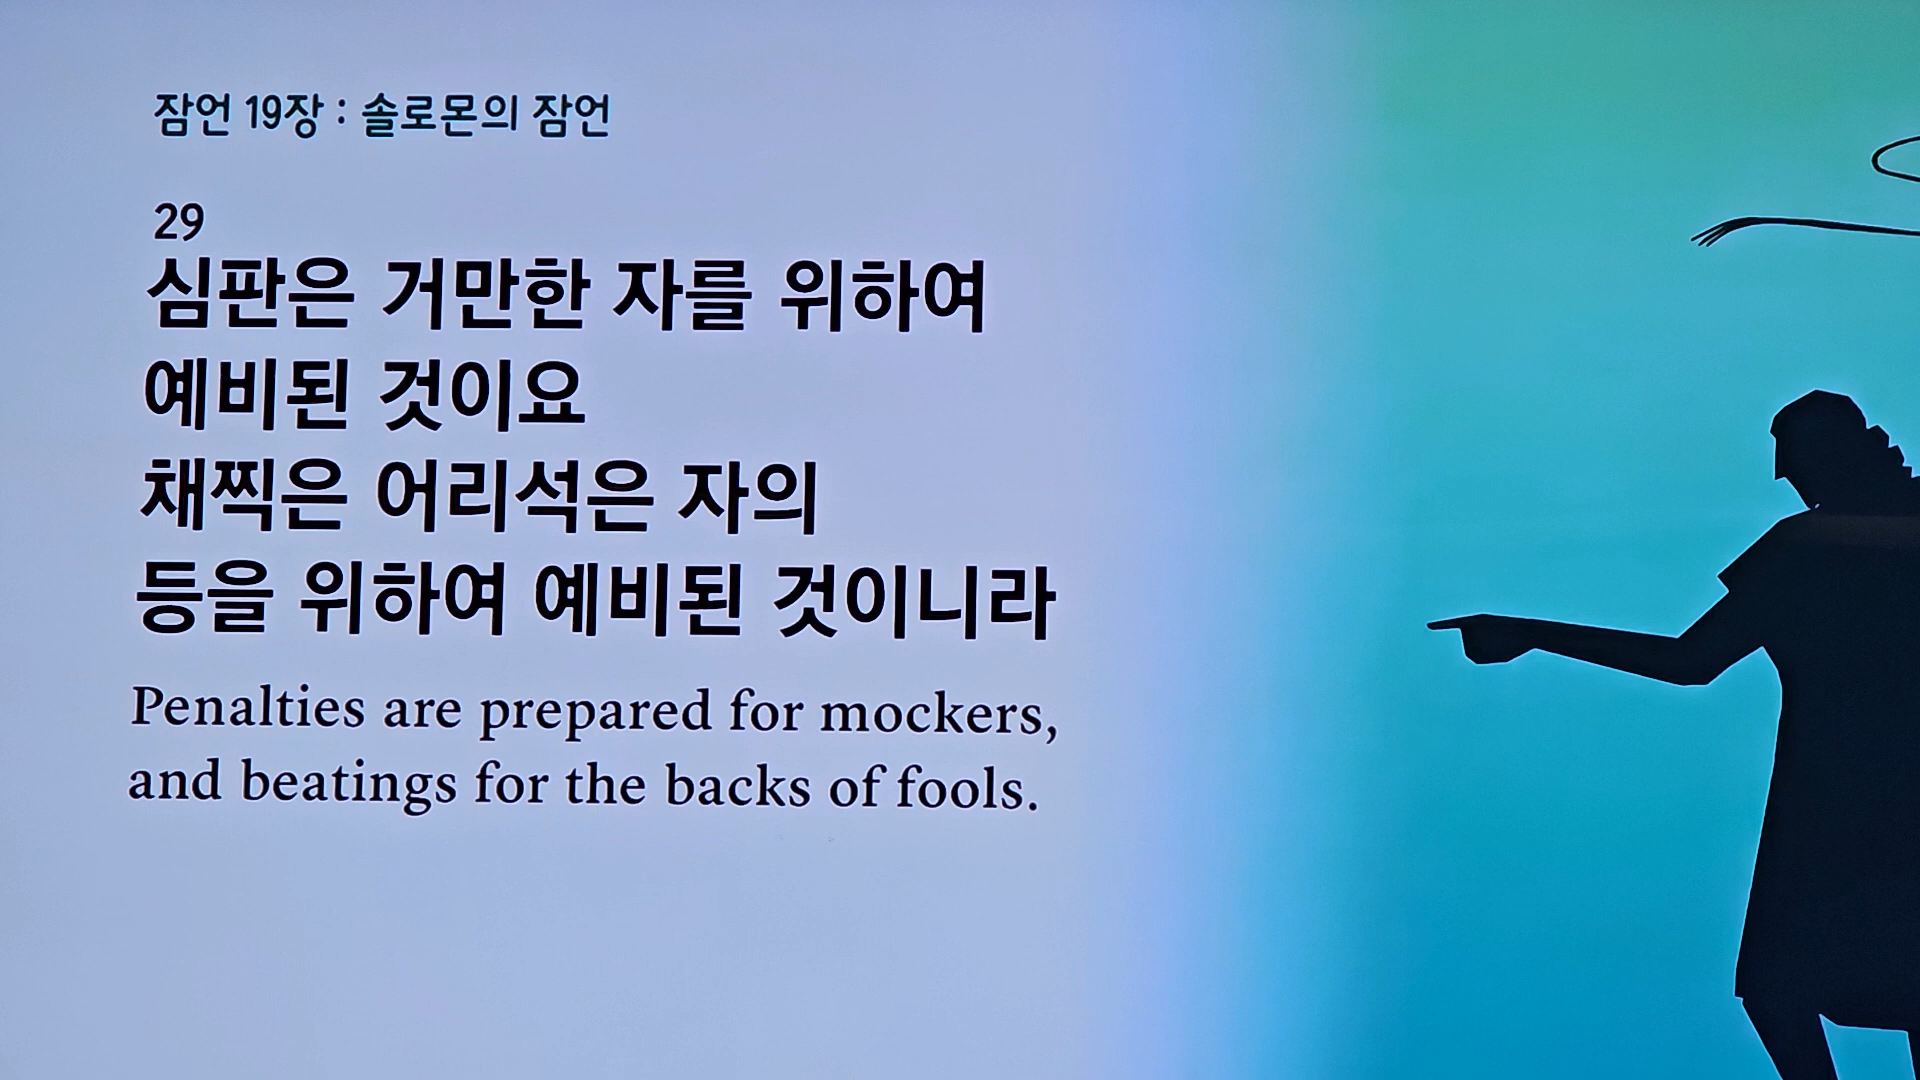 잠언 19장 : 솔로몬의 잠언
29
심판은 거만한 자를 위하여
예비된 것이요
채찍은 어리석은 자의
등을 위하여 예비된 것이니라
Penalties are prepared for mockers,
and beatings for the backs of fools.